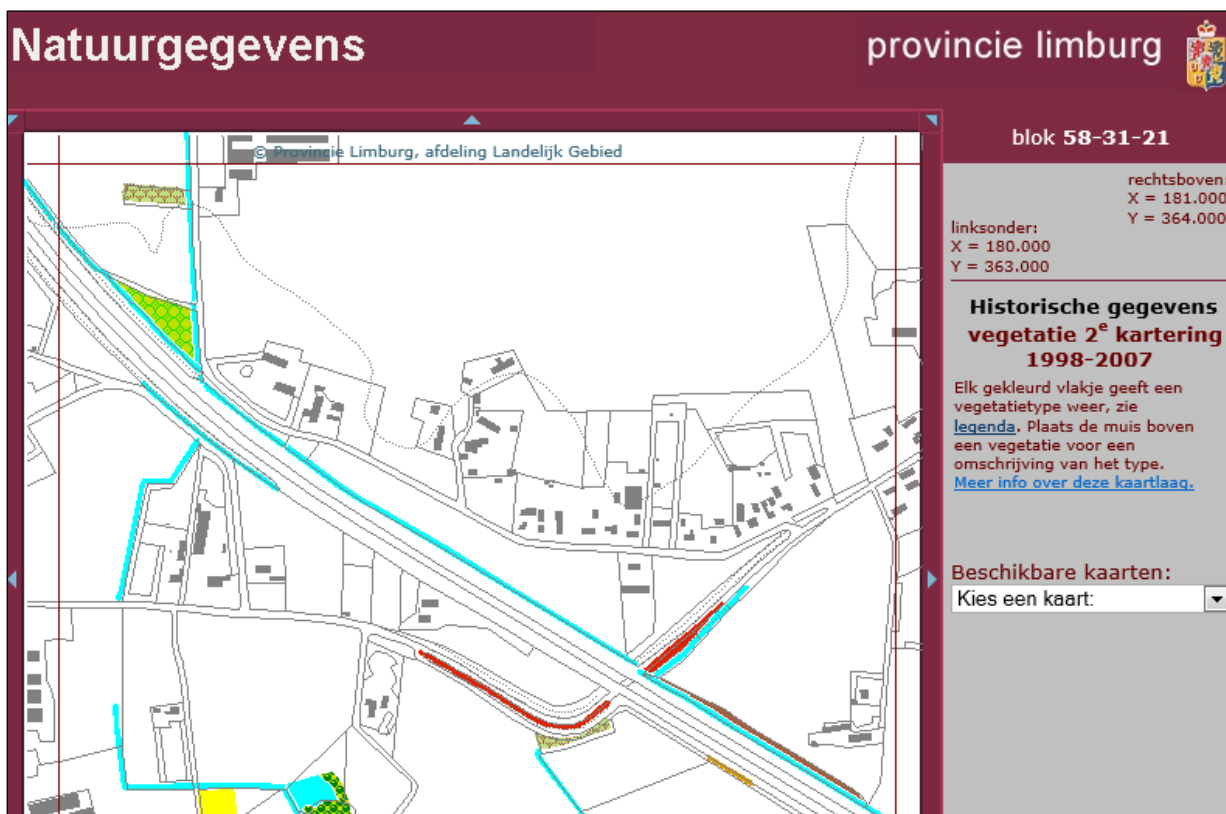 Natuurgegevens
provincie limburg
© Provincie Limburg, afdeling Landelijk Gebied
blok 58-31-21
rechtsboven:
X = 181.000
Y = 364.000
linksonder:
X = 180.000
Y = 363.000
Historische gegevens
vegetatie 2e kartering
1998-2007
Elk gekleurd vlakje geeft een
vegetatietype weer, zie
legenda. Plaats de muis boven
een vegetatie voor een
omschrijving van het type.
Meer info over deze kaartlaag.
Beschikbare kaarten:
Kies een kaart: